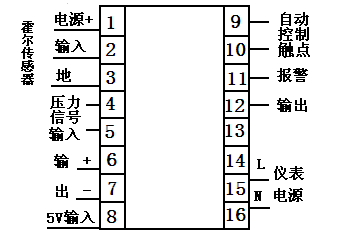 霍尔传感器
电源+ 1
输入 2
地 3
压力 4
信号
输入 5
输 + 6
出 - 7
5V输入 8
9 自动
控制
10 触点
11 报警
12 输出
13
14 L
仪表
15 N 电源
16